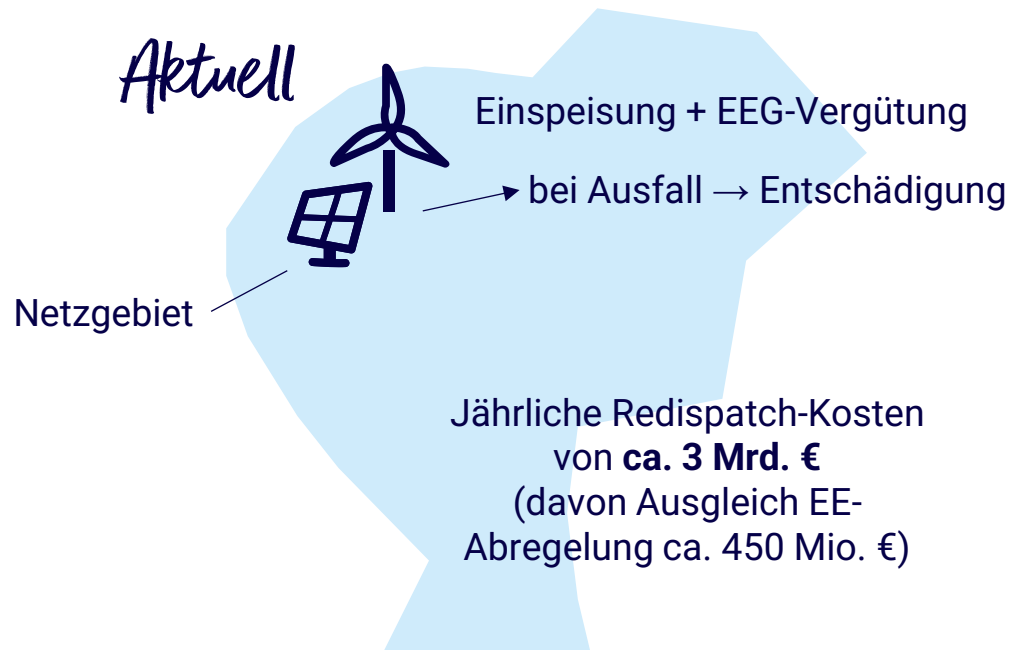 Aktuell
Einspeisung + EEG-Vergütung
bei Ausfall → Entschädigung
Netzgebiet
Jährliche Redispatch-Kosten
von ca. 3 Mrd. €
(davon Ausgleich EE-
Abregelung ca. 450 Mio. €)